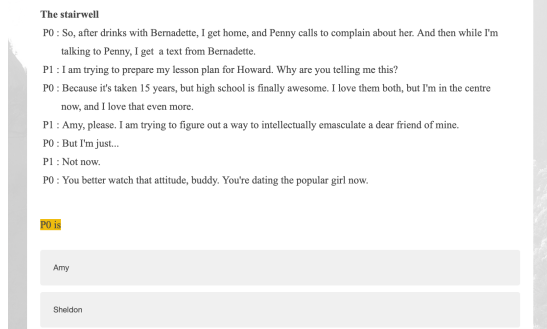 The stairwell
P0 : So, after drinks with Bernadette, I get home, and Penny calls to complain about her. And then while I'm
talking to Penny, I get a text from Bernadette.
P1 : I am trying to prepare my lesson plan for Howard. Why are you telling me this?
P0 : Because it's taken 15 years, but high school is finally awesome. I love them both, but I'm in the centre
now, and I love that even more.
P1 : Amy, please. I am trying to figure out a way to intellectually emasculate a dear friend of mine.
P0 : But I'm just...
P1 : Not now.
P0 : You better watch that attitude, buddy. You're dating the popular girl now.
P0 is
Amy
Sheldon